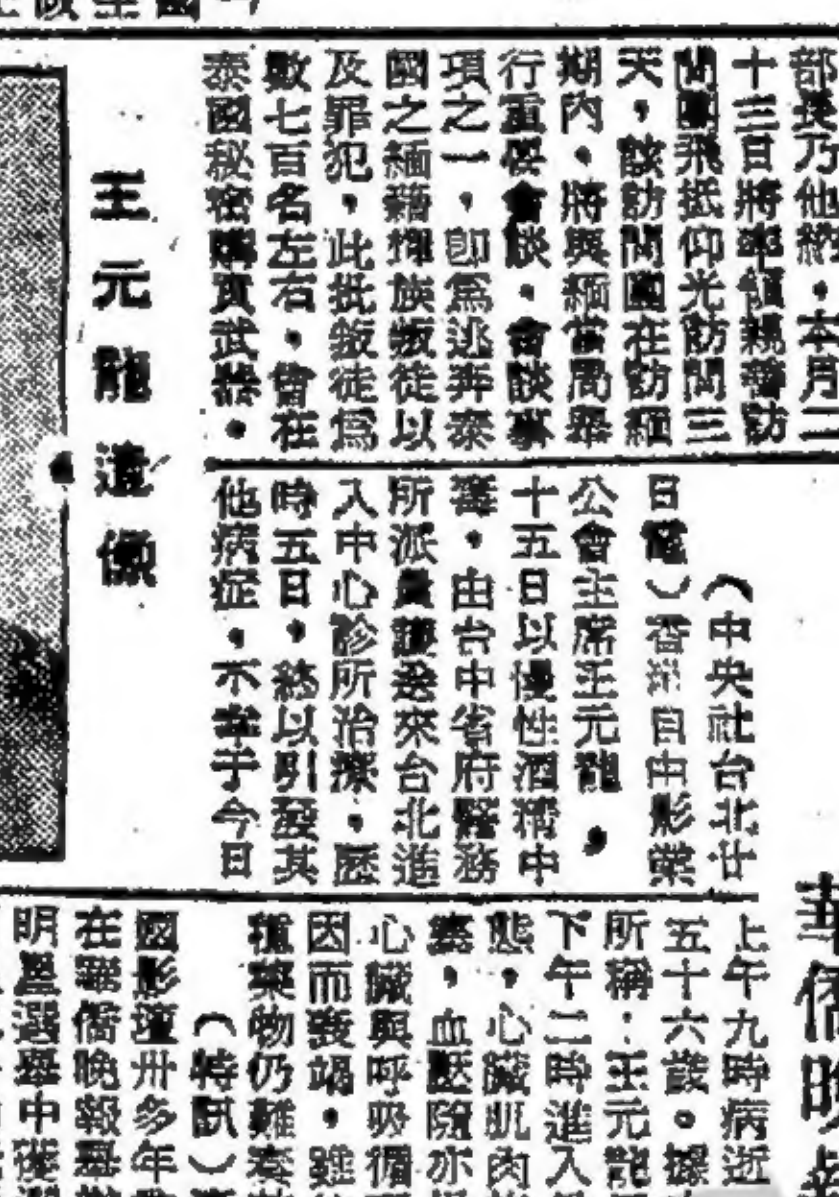 部長乃他納,本月二
十三日將率領親善訪
問團飛抵仰光訪問三
天,該訪問團在訪緬
期內,將與緬當局舉
行重要會談,會談事
項之一,即為逃奔泰
國之緬籍撣族叛徒以
及罪犯,此批叛徒為
數七百名左右,曾在
泰國秘密購買武器。
王元龍遺像
(中央社台北廿
日電)香港自由影業
公會主席王元龍,
十五日以慢性酒精中
毒,由台中省府醫務
所派員護送來台北進
入中心診所治療,歷
時五日,終以引發其
他病症,不幸于今日
上午九時病逝
五十六歲。據
所稱:王元龍
下午二時進入
態,心臟肌肉
血壓隨
心臟與呼吸循
因而衰竭,雖
種藥物仍難奏
(特訊)
國影壇卅多年
在華僑晚報舉
明星選舉中
華僑晚